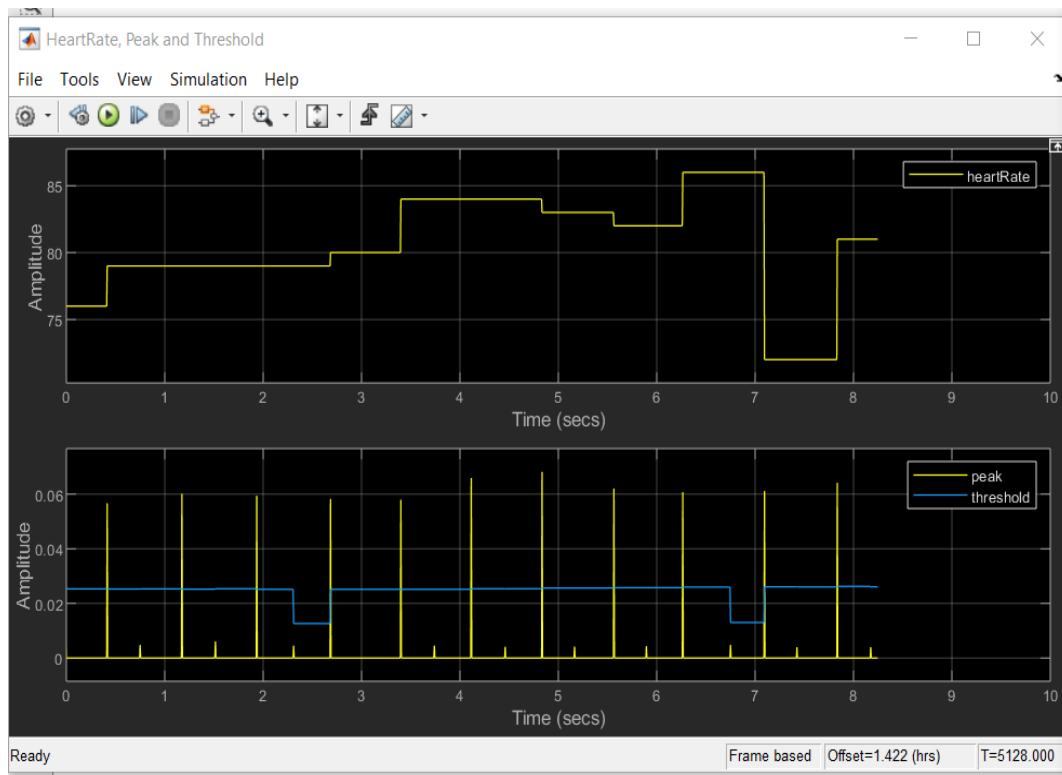 HeartRate, Peak and Threshold
File Tools View Simulation Help
heartRate
85
80
75
Amplitude
0 1 2 3 4 5 6 7 8 9 10
Time (secs)
peak
threshold
0.06
0.04
0.02
0
Amplitude
0 1 2 3 4 5 6 7 8 9 10
Time (secs)
Ready Frame based Offset=1.422 (hrs) T=5128.000